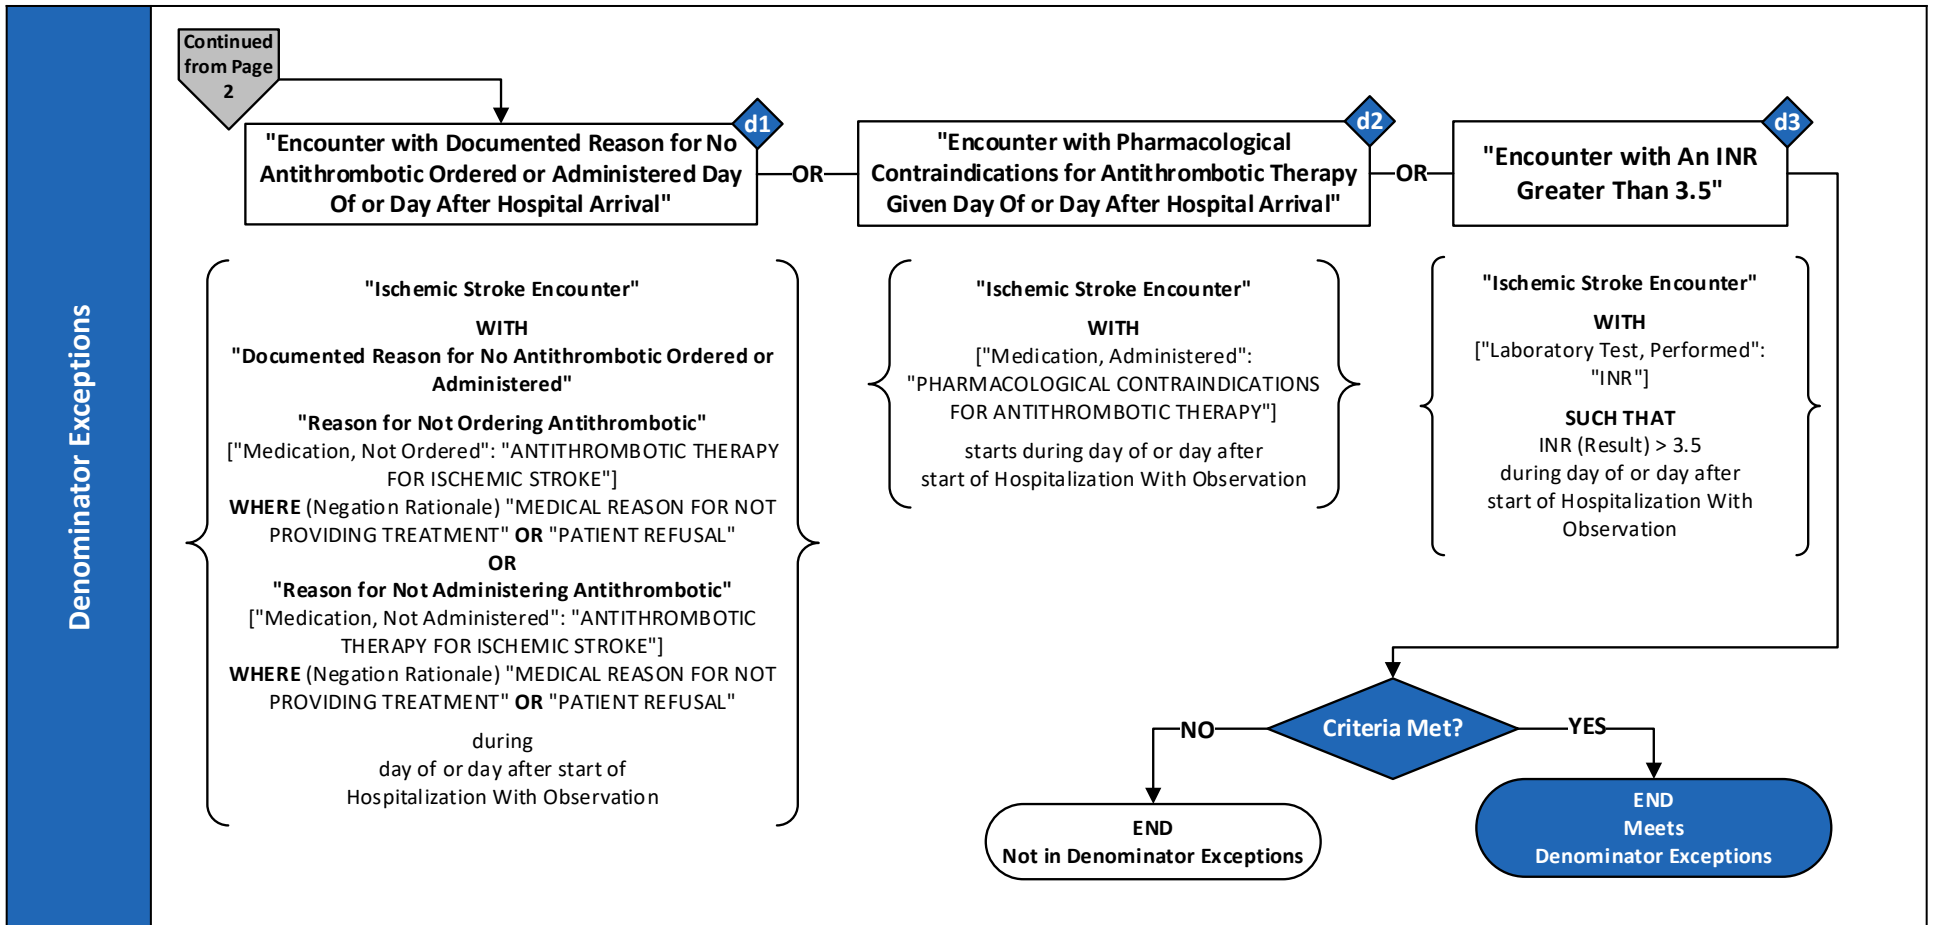 Denominator Exceptions
Continued
from Page
2
d1
"Encounter with Documented Reason for No
Antithrombotic Ordered or Administered Day
Of or Day After Hospital Arrival"
OR
d2
"Encounter with Pharmacological
Contraindications for Antithrombotic Therapy
Given Day Of or Day After Hospital Arrival"
OR
d3
"Encounter with An INR
Greater Than 3.5"
"Ischemic Stroke Encounter"
WITH
"Documented Reason for No Antithrombotic Ordered or
Administered"
"Reason for Not Ordering Antithrombotic"
["Medication, Not Ordered": "ANTITHROMBOTIC THERAPY
FOR ISCHEMIC STROKE"]
WHERE (Negation Rationale) "MEDICAL REASON FOR NOT
PROVIDING TREATMENT" OR "PATIENT REFUSAL"
OR
"Reason for Not Administering Antithrombotic"
["Medication, Not Administered": "ANTITHROMBOTIC
THERAPY FOR ISCHEMIC STROKE"]
WHERE (Negation Rationale) "MEDICAL REASON FOR NOT
PROVIDING TREATMENT" OR "PATIENT REFUSAL"
during
day of or day after start of
Hospitalization With Observation
"Ischemic Stroke Encounter"
WITH
["Medication, Administered":
"PHARMACOLOGICAL CONTRAINDICATIONS
FOR ANTITHROMBOTIC THERAPY"]
starts during day of or day after
start of Hospitalization With Observation
"Ischemic Stroke Encounter"
WITH
["Laboratory Test, Performed":
"INR"]
SUCH THAT
INR (Result) > 3.5
during day of or day after
start of Hospitalization With
Observation
Criteria Met?
NO
YES
END
Not in Denominator Exceptions
END
Meets
Denominator Exceptions